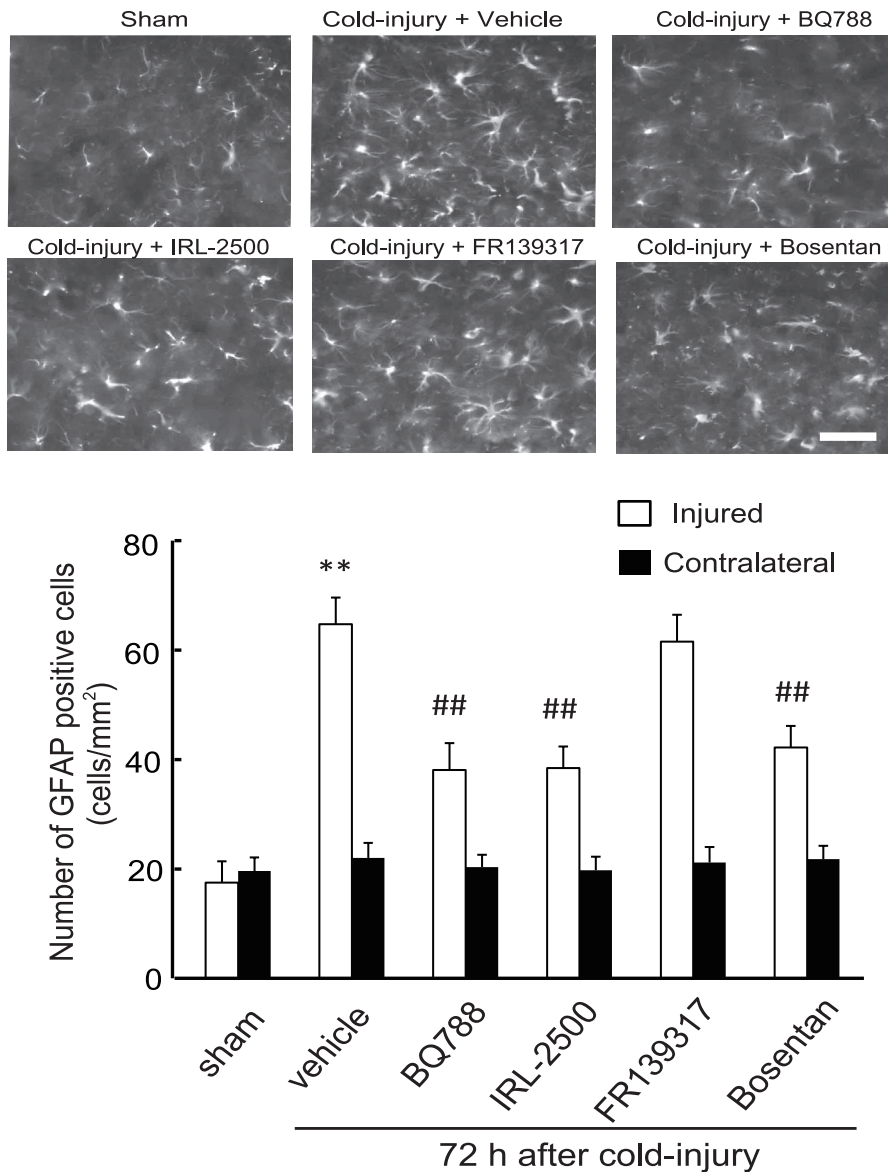 Sham
Cold-injury + Vehicle
Cold-injury + BQ788
Cold-injury + IRL-2500
Cold-injury + FR139317
Cold-injury + Bosentan
Injured
Contralateral
Number of GFAP positive cells
(cells/mm²)
80
60
40
20
0
**
##
##
##
sham
vehicle
BQ788
IRL-2500
FR139317
Bosentan
72 h after cold-injury